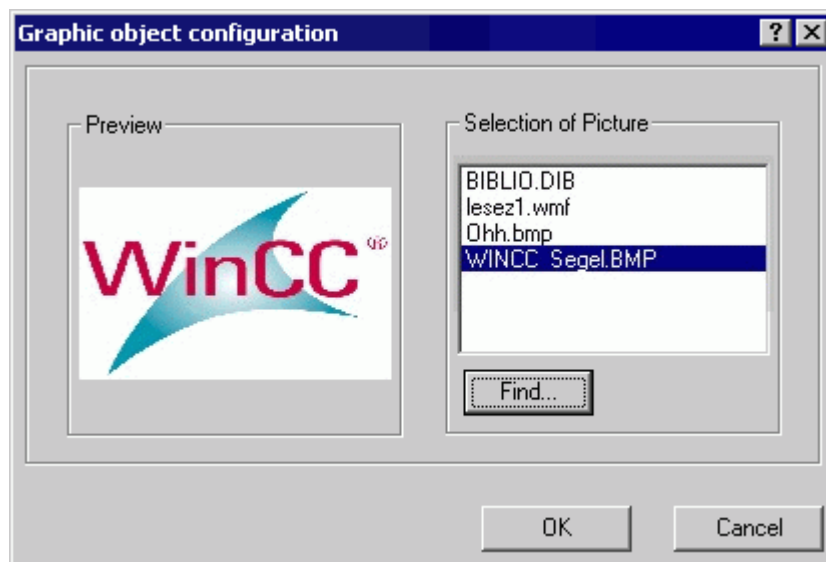 Graphic object configuration
Preview
WinCC®
Selection of Picture
BIBLIO.DIB
lesez1.wmf
Ohh.bmp
WINCC_Segel.BMP
Find...
OK
Cancel